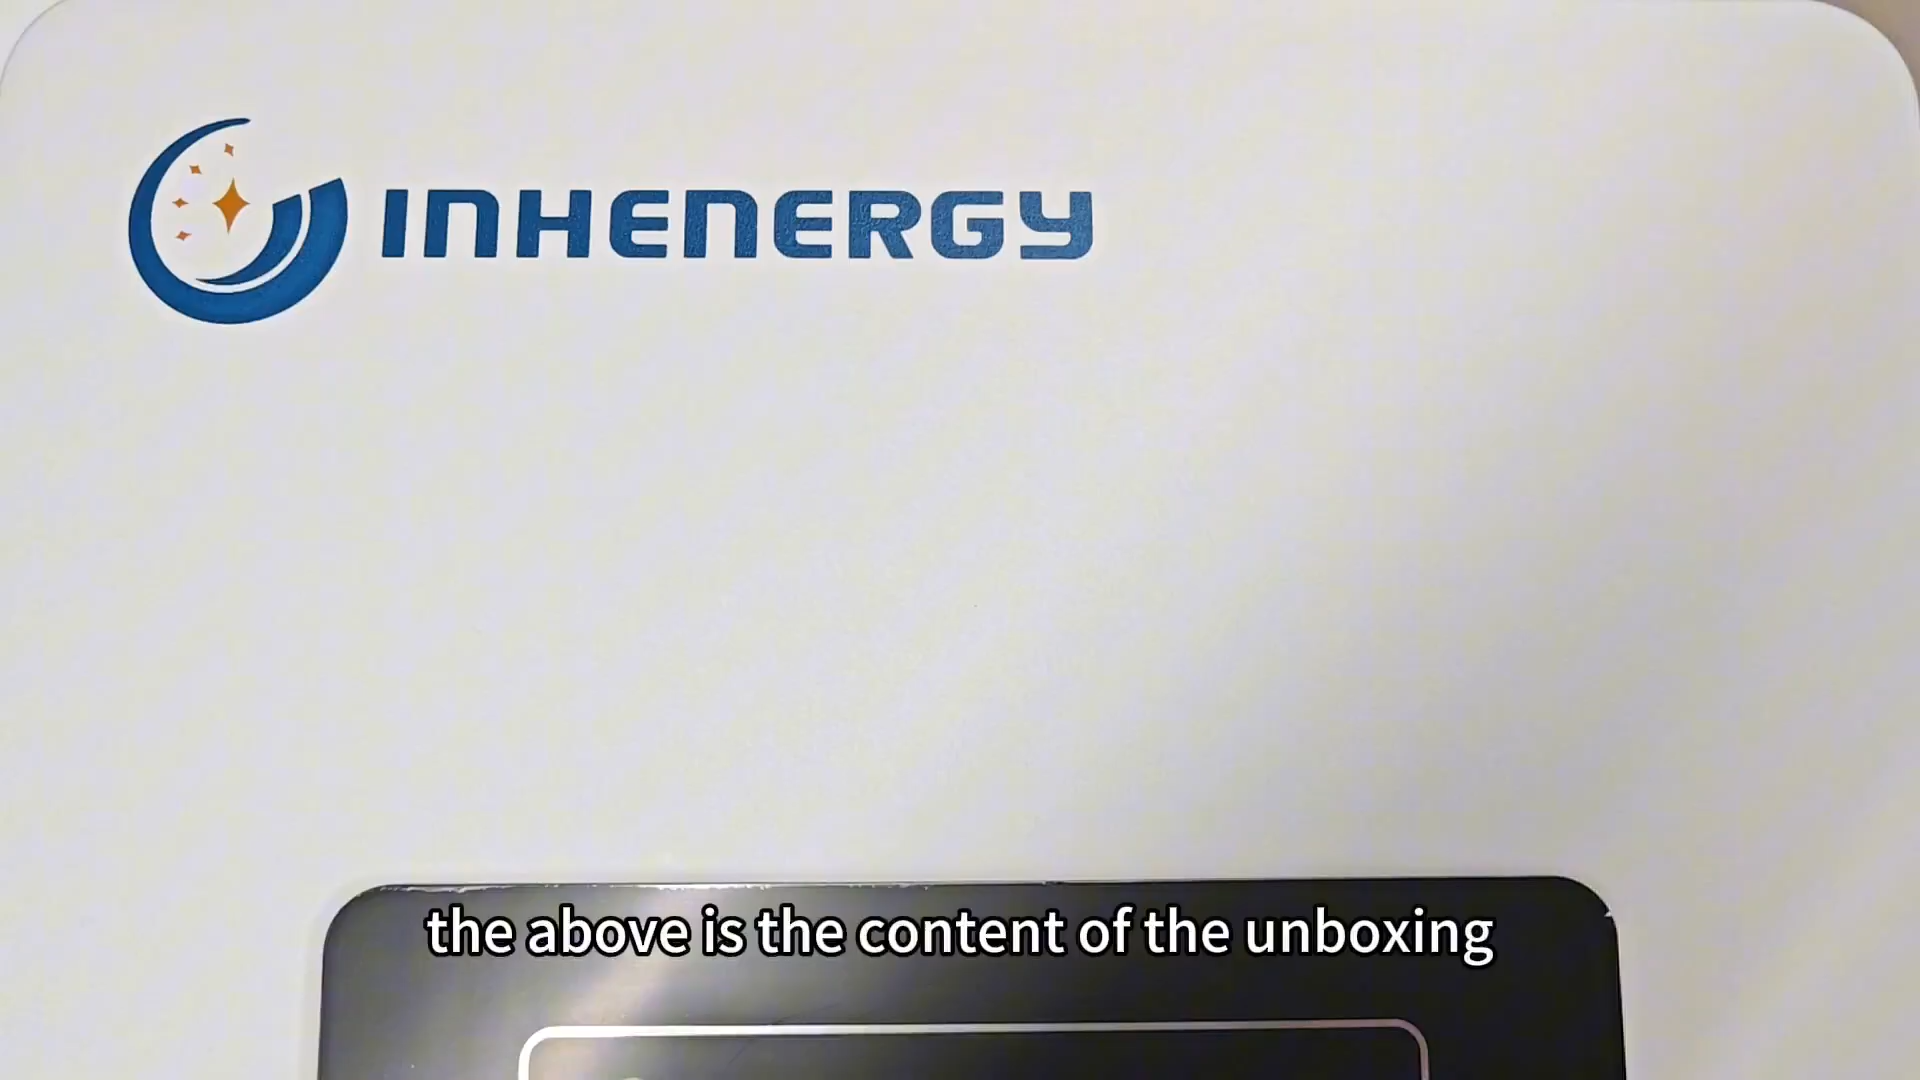 INHENERGY
the above is the content of the unboxing